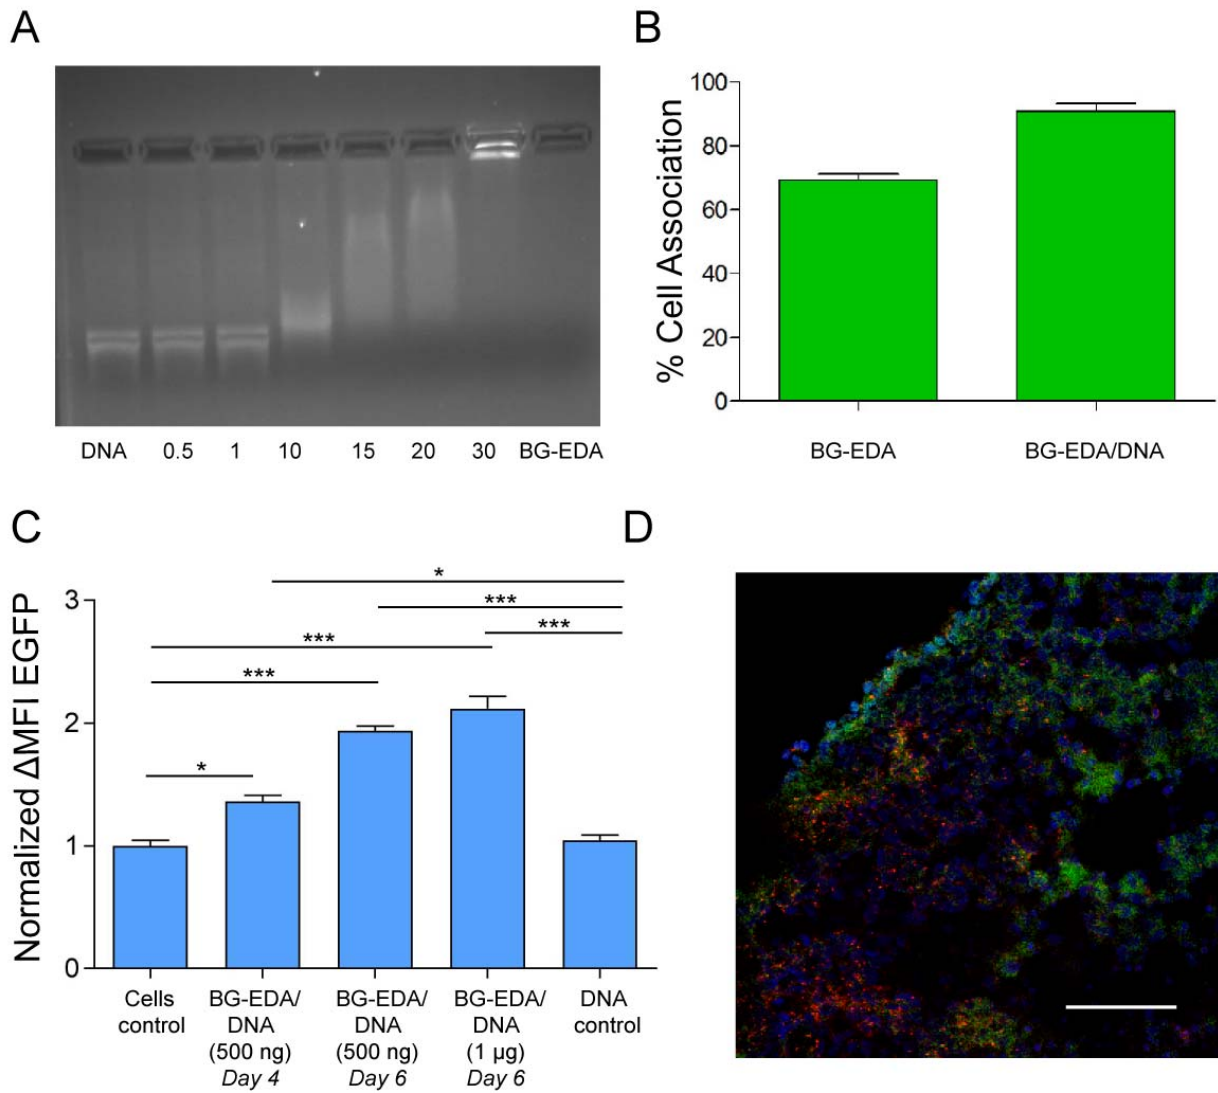 A
DNA 0.5 1 10 15 20 30 BG-EDA
B
% Cell Association
100
80
60
40
20
0
BG-EDA BG-EDA/DNA
C
Normalized ΔMFI EGFP
3
2
1
0
*
***
***
***
***
*
Cells
control
BG-EDA/
DNA
(500 ng)
Day 4
BG-EDA/
DNA
(500 ng)
Day 6
BG-EDA/
DNA
(1 µg)
Day 6
DNA
control
D